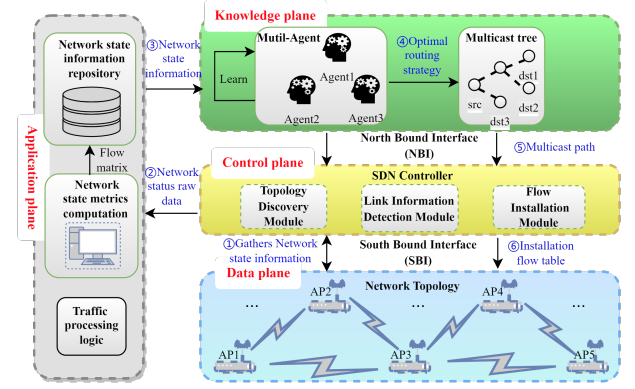 Knowledge plane
Network state
information
repository
③Network
state
information
Learn
Mutil-Agent
Agent1
Agent2
Agent3
④Optimal
routing
strategy
Multicast tree
src
dst1
dst2
dst3
Application plane
Flow
matrix
North Bound Interface
(NBI)
⑤Multicast path
Control plane
SDN Controller
②Network
status raw
data
Network
state metrics
computation
Topology
Discovery
Module
Link Information
Detection Module
Flow
Installation
Module
①Gathers Network
state information
South Bound Interface
(SBI)
⑥Installation
flow table
Data plane
Network Topology
Traffic
processing
logic
...
AP2
...
AP4
...
AP1
AP3
AP5